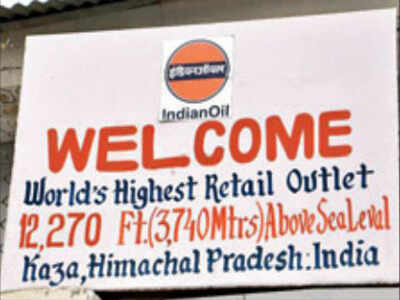 इंडियनऑयल
IndianOil
WELCOME
World's Highest Retail Outlet
12,270 Ft.(3,740Mtrs)Above Sea Leval
Kaza,Himachal Pradesh:India